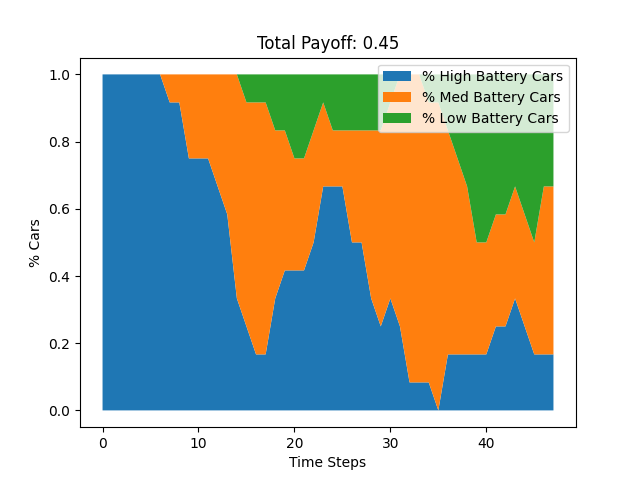 Total Payoff: 0.45
1.0
0.8
0.6
0.4
0.2
0.0
% Cars
% High Battery Cars
% Med Battery Cars
% Low Battery Cars
0 10 20 30 40
Time Steps